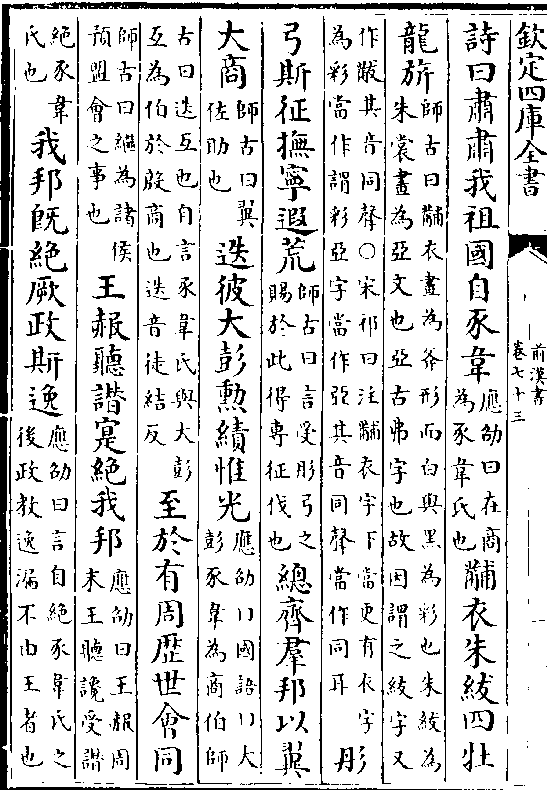 欽定四庫全書
前漢書
卷七十三
詩曰肅肅我祖國自豕韋應劭曰在商為豕韋氏也黼衣朱紱四牡
龍旂師古曰黼衣畫為斧形而白與黑為彩也朱紱為朱裳畫為亞文也亞古弗字也故因謂之紱字又
作黻其音同聲〇宋祁曰注黼衣字下當更有衣字為彩當作謂彩亞字當作亞其音同聲當作同耳彤
弓斯征撫寧遐荒師古曰言受彤弓之賜於此得專征伐也總齊羣邦以翼
大商師古曰翼佐助也迭彼大彭勲績惟光應劭曰國語曰大彭豕韋為商伯師
古曰迭互也自言豕韋氏與大彭互為伯於殷商也迭音徒結反至於有周歴世㑹同
師古曰繼為諸侯預盟會之事也王赧聽譖寔絶我邦應劭曰王赧周末王聽讒受譖
絶豕韋氏也我邦既絶厥政斯逸應劭曰言自絶豕韋氏之後政教逸漏不由王者也